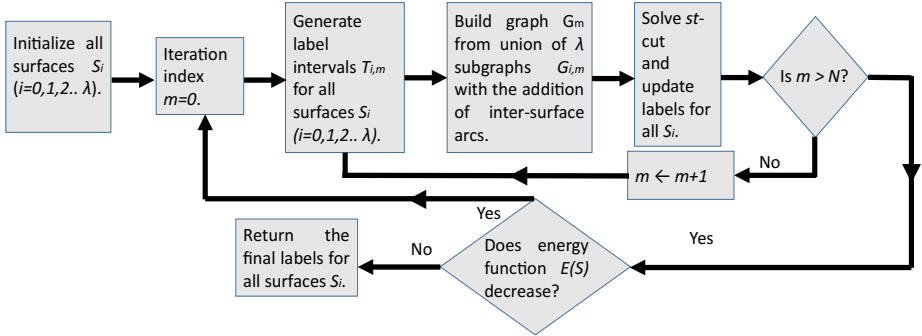 Initialize all
surfaces Si
(i=0,1,2.. λ).
Iteration
index
m=0.
Generate
label
intervals Ti,m
for all
surfaces Si
(i=0,1,2.. λ).
Build graph Gm
from union of λ
subgraphs Gi,m
with the addition
of inter-surface
arcs.
Solve st-
cut and
update
labels for
all Si.
Is m > N?
No
m ← m+1
Yes
Does energy
function E(S)
decrease?
Yes
No
Return the
final labels for
all surfaces Si.